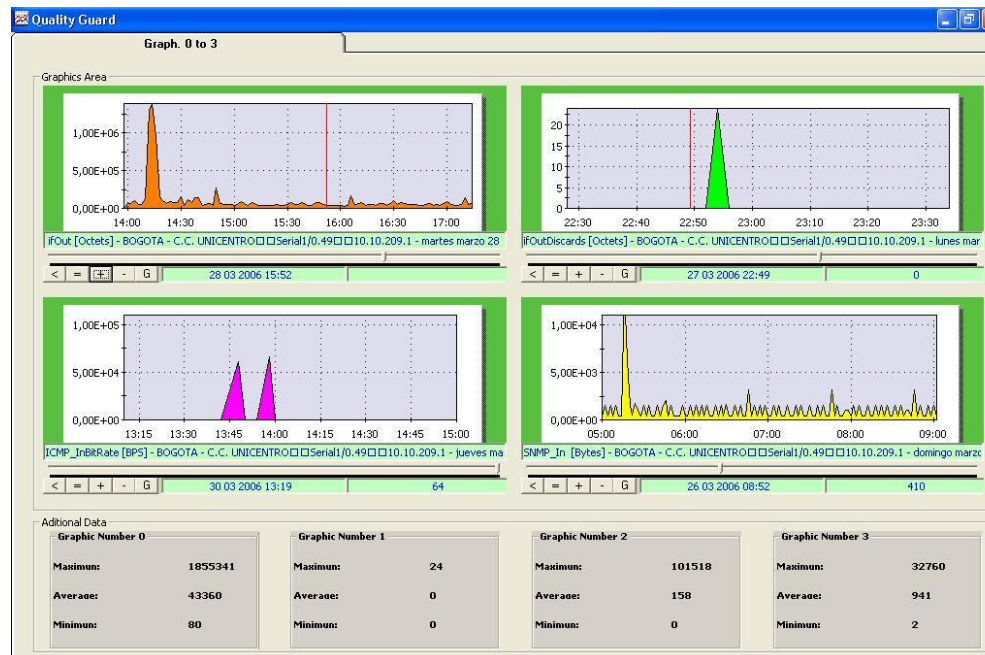 Quality Guard
Graph. 0 to 3
Graphics Area
1,00E+06
5,00E+05
0,00E+00
14:00 14:30 15:00 15:30 16:00 16:30 17:00
ifOut [Octets] - BOGOTA - C.C. UNICENTRO□□Serial1/0.49□□10.10.209.1 - martes marzo 28
< = + - G 28 03 2006 15:52
20
15
10
5
0
22:30 22:40 22:50 23:00 23:10 23:20 23:30
ifOutDiscards [Octets] - BOGOTA - C.C. UNICENTRO□□Serial1/0.49□□10.10.209.1 - lunes mar
< = + - G 27 03 2006 22:49 0
1,00E+05
5,00E+04
0,00E+00
13:15 13:30 13:45 14:00 14:15 14:30 14:45 15:00
ICMP_InBitRate [BPS] - BOGOTA - C.C. UNICENTRO□□Serial1/0.49□□10.10.209.1 - jueves ma
< = + - G 30 03 2006 13:19 64
1,00E+04
5,00E+03
0,00E+00
05:00 06:00 07:00 08:00 09:00
SNMP_In [Bytes] - BOGOTA - C.C. UNICENTRO□□Serial1/0.49□□10.10.209.1 - domingo marzo
< = + - G 26 03 2006 08:52 410
Aditional Data
Graphic Number 0
Maximun: 1855341
Average: 43360
Minimun: 80
Graphic Number 1
Maximun: 24
Average: 0
Minimun: 0
Graphic Number 2
Maximun: 101518
Average: 158
Minimun: 0
Graphic Number 3
Maximun: 32760
Average: 941
Minimun: 2